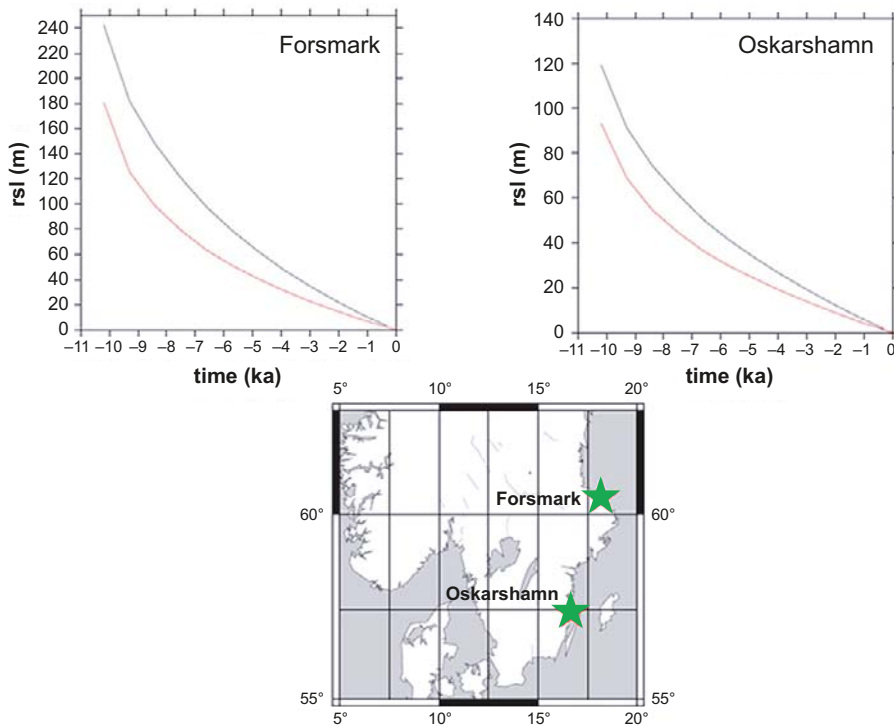 Forsmark
240
220
200
180
160
140
120
100
80
60
40
20
0
rsl (m)
–11 –10 –9 –8 –7 –6 –5 –4 –3 –2 –1 0
time (ka)
Oskarshamn
140
120
100
80
60
40
20
0
rsl (m)
–11 –10 –9 –8 –7 –6 –5 –4 –3 –2 –1 0
time (ka)
5° 10° 15° 20°
Forsmark
60° 60°
Oskarshamn
55° 55°
5° 10° 15° 20°